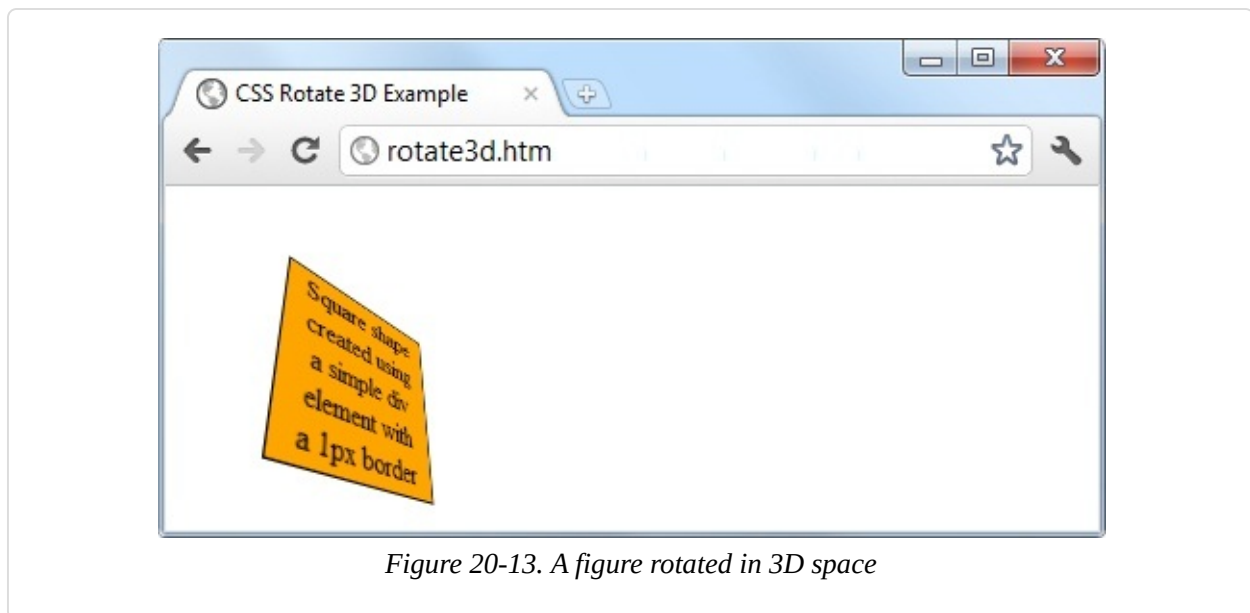 CSS Rotate 3D Example
rotate3d.htm
Square shape
created using
a simple div
element with
a 1px border
Figure 20-13. A figure rotated in 3D space